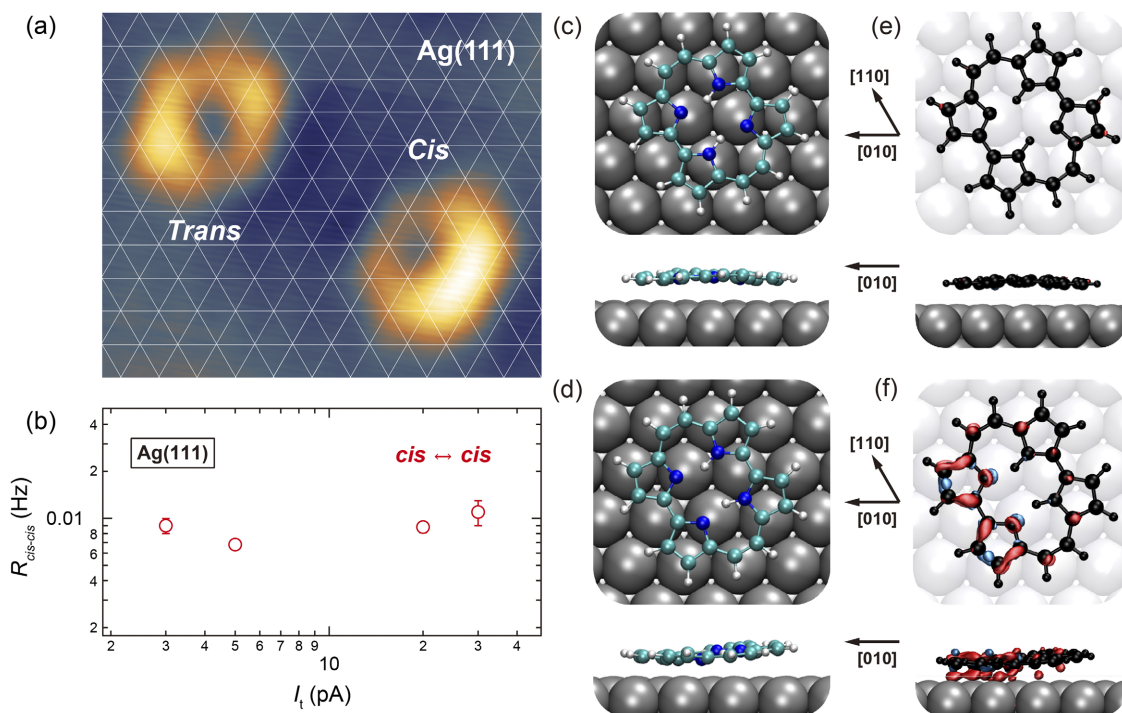 (a)
Ag(111)
Cis
Trans
(b)
Ag(111)
cis ↔ cis
R_cis-cis (Hz)
4
2
0.01
8
6
4
2
2 3 4 5 6 7 8 9 10 2 3 4
I_t (pA)
(c)
[110]
[010]
[010]
(d)
[110]
[010]
[010]
(e)
(f)